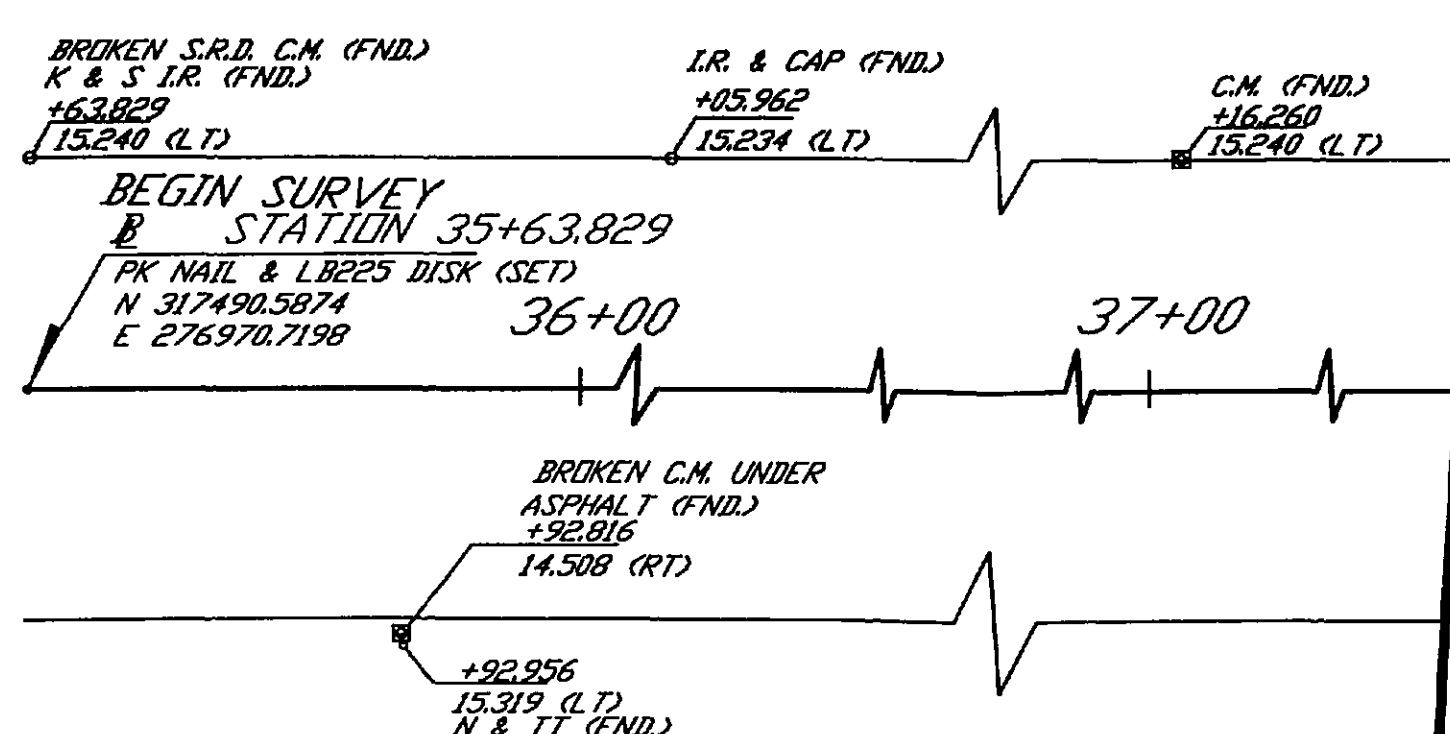 BROKEN S.R.D. C.M. (FND.)
K & S I.R. (FND.)
+63.829
15.240 (LT)
I.R. & CAP (FND.)
+05.962
15.234 (LT)
C.M. (FND.)
+16.260
15.240 (LT)
BEGIN SURVEY
B STATION 35+63.829
PK NAIL & LB225 DISK (SET)
N 317490.5874
E 276970.7198
36+00
37+00
BROKEN C.M. UNDER
ASPHALT (FND.)
+92.816
14.508 (RT)
+92.956
15.319 (LT)
N & TT (FND.)